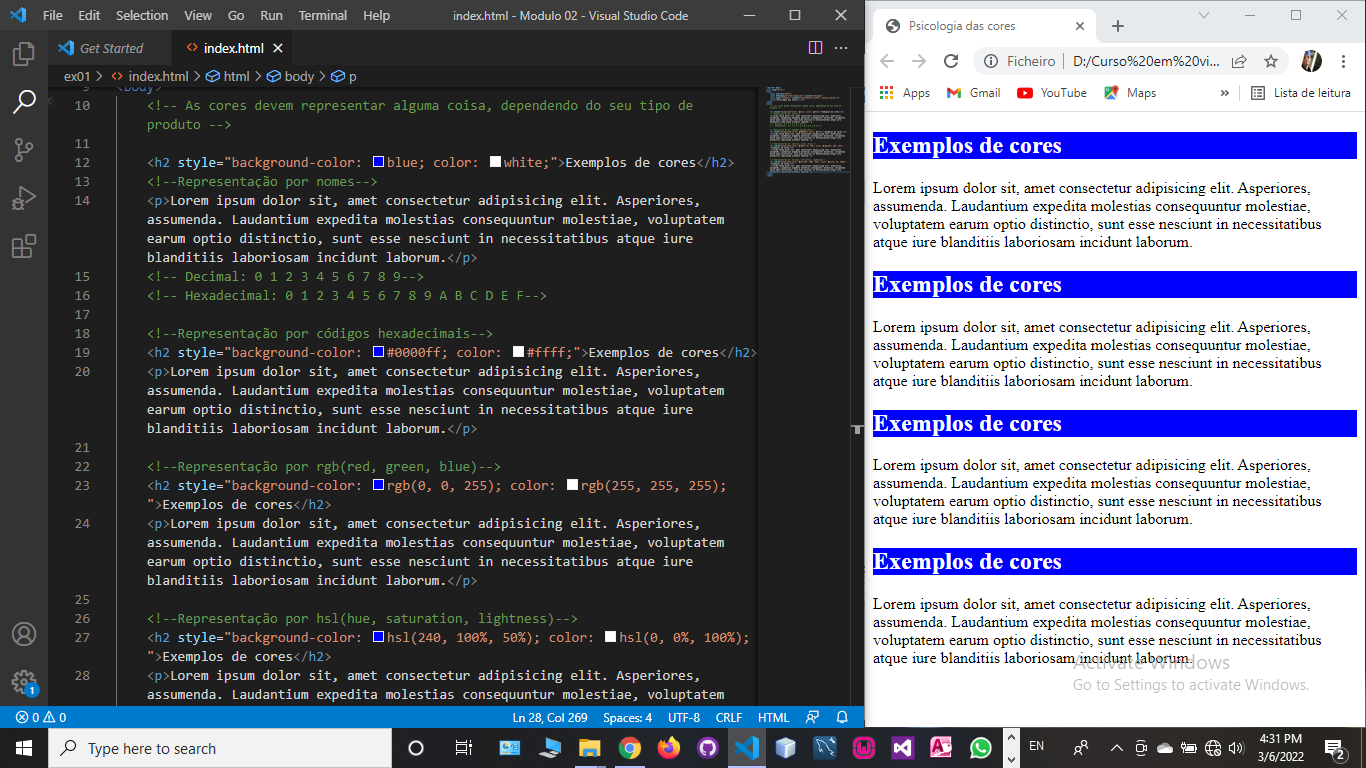 File Edit Selection View Go Run Terminal Help index.html - Modulo 02 - Visual Studio Code
Get Started index.html
ex01 > index.html > html > body > p
9 <body>
10 <!-- As cores devem representar alguma coisa, dependendo do seu tipo de
produto -->
11
12 <h2 style="background-color: blue; color: white;">Exemplos de cores</h2>
13 <!--Representação por nomes-->
14 <p>Lorem ipsum dolor sit, amet consectetur adipisicing elit. Asperiores,
assumenda. Laudantium expedita molestias consequuntur molestiae, voluptatem
earum optio distinctio, sunt esse nesciunt in necessitatibus atque iure
blanditiis laboriosam incidunt laborum.</p>
15 <!-- Decimal: 0 1 2 3 4 5 6 7 8 9-->
16 <!-- Hexadecimal: 0 1 2 3 4 5 6 7 8 9 A B C D E F-->
17
18 <!--Representação por códigos hexadecimais-->
19 <h2 style="background-color: #0000ff; color: #ffff;">Exemplos de cores</h2>
20 <p>Lorem ipsum dolor sit, amet consectetur adipisicing elit. Asperiores,
assumenda. Laudantium expedita molestias consequuntur molestiae, voluptatem
earum optio distinctio, sunt esse nesciunt in necessitatibus atque iure
blanditiis laboriosam incidunt laborum.</p>
21
22 <!--Representação por rgb(red, green, blue)-->
23 <h2 style="background-color: rgb(0, 0, 255); color: rgb(255, 255, 255);
">Exemplos de cores</h2>
24 <p>Lorem ipsum dolor sit, amet consectetur adipisicing elit. Asperiores,
assumenda. Laudantium expedita molestias consequuntur molestiae, voluptatem
earum optio distinctio, sunt esse nesciunt in necessitatibus atque iure
blanditiis laboriosam incidunt laborum.</p>
25
26 <!--Representação por hsl(hue, saturation, lightness)-->
27 <h2 style="background-color: hsl(240, 100%, 50%); color: hsl(0, 0%, 100%);
">Exemplos de cores</h2>
28 <p>Lorem ipsum dolor sit, amet consectetur adipisicing elit. Asperiores,
assumenda. Laudantium expedita molestias consequuntur molestiae, voluptatem
1
0 0 Ln 28, Col 269 Spaces: 4 UTF-8 CRLF HTML
Psicologia das cores
Ficheiro | D:/Curso%20em%20vi...
Apps Gmail YouTube Maps » Lista de leitura
Exemplos de cores
Lorem ipsum dolor sit, amet consectetur adipisicing elit. Asperiores,
assumenda. Laudantium expedita molestias consequuntur molestiae,
voluptatem earum optio distinctio, sunt esse nesciunt in necessitatibus
atque iure blanditiis laboriosam incidunt laborum.
Exemplos de cores
Lorem ipsum dolor sit, amet consectetur adipisicing elit. Asperiores,
assumenda. Laudantium expedita molestias consequuntur molestiae,
voluptatem earum optio distinctio, sunt esse nesciunt in necessitatibus
atque iure blanditiis laboriosam incidunt laborum.
Exemplos de cores
Lorem ipsum dolor sit, amet consectetur adipisicing elit. Asperiores,
assumenda. Laudantium expedita molestias consequuntur molestiae,
voluptatem earum optio distinctio, sunt esse nesciunt in necessitatibus
atque iure blanditiis laboriosam incidunt laborum.
Exemplos de cores
Lorem ipsum dolor sit, amet consectetur adipisicing elit. Asperiores,
assumenda. Laudantium expedita molestias consequuntur molestiae,
voluptatem earum optio distinctio, sunt esse nesciunt in necessitatibus
atque iure blanditiis laboriosam incidunt laborum.
Activate Windows
Go to Settings to activate Windows.
Type here to search
EN
4:31 PM
3/6/2022
2